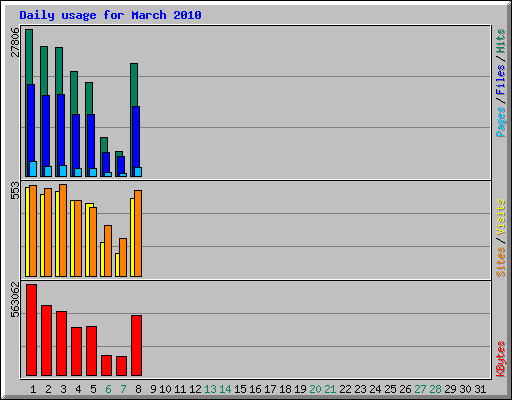 Daily usage for March 2010
27806
Pages / Files / Hits
553
Sites / Visits
563062
KBytes
1 2 3 4 5 6 7 8 9 10 11 12 13 14 15 16 17 18 19 20 21 22 23 24 25 26 27 28 29 30 31